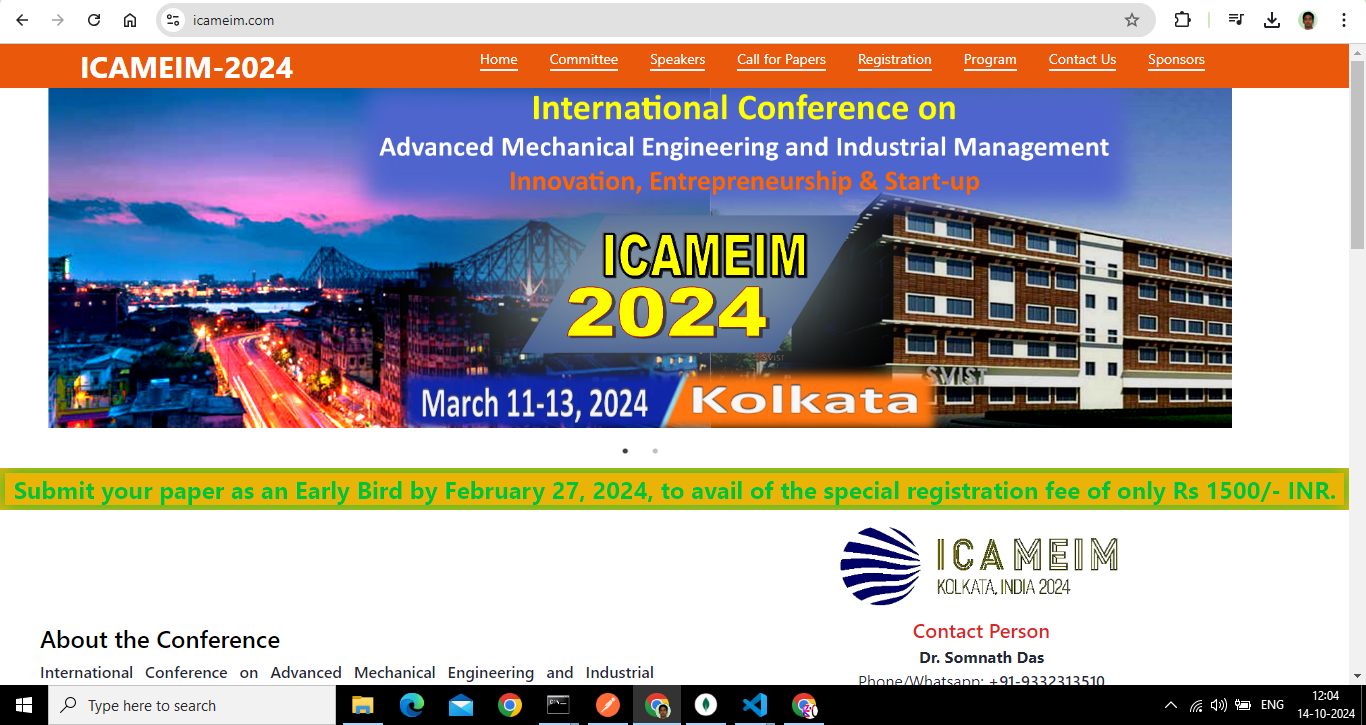 icameim.com
ICAMEIM-2024
Home Committee Speakers Call for Papers Registration Program Contact Us Sponsors
International Conference on
Advanced Mechanical Engineering and Industrial Management
Innovation, Entrepreneurship & Start-up
ICAMEIM
2024
SVIST
SVIST
March 11-13, 2024 Kolkata
Submit your paper as an Early Bird by February 27, 2024, to avail of the special registration fee of only Rs 1500/- INR.
ICAMEIM
KOLKATA, INDIA 2024
About the Conference
Contact Person
Dr. Somnath Das
International Conference on Advanced Mechanical Engineering and Industrial
Phone/Whatsapp: +91-9332313510
Type here to search
ENG
12:04
14-10-2024